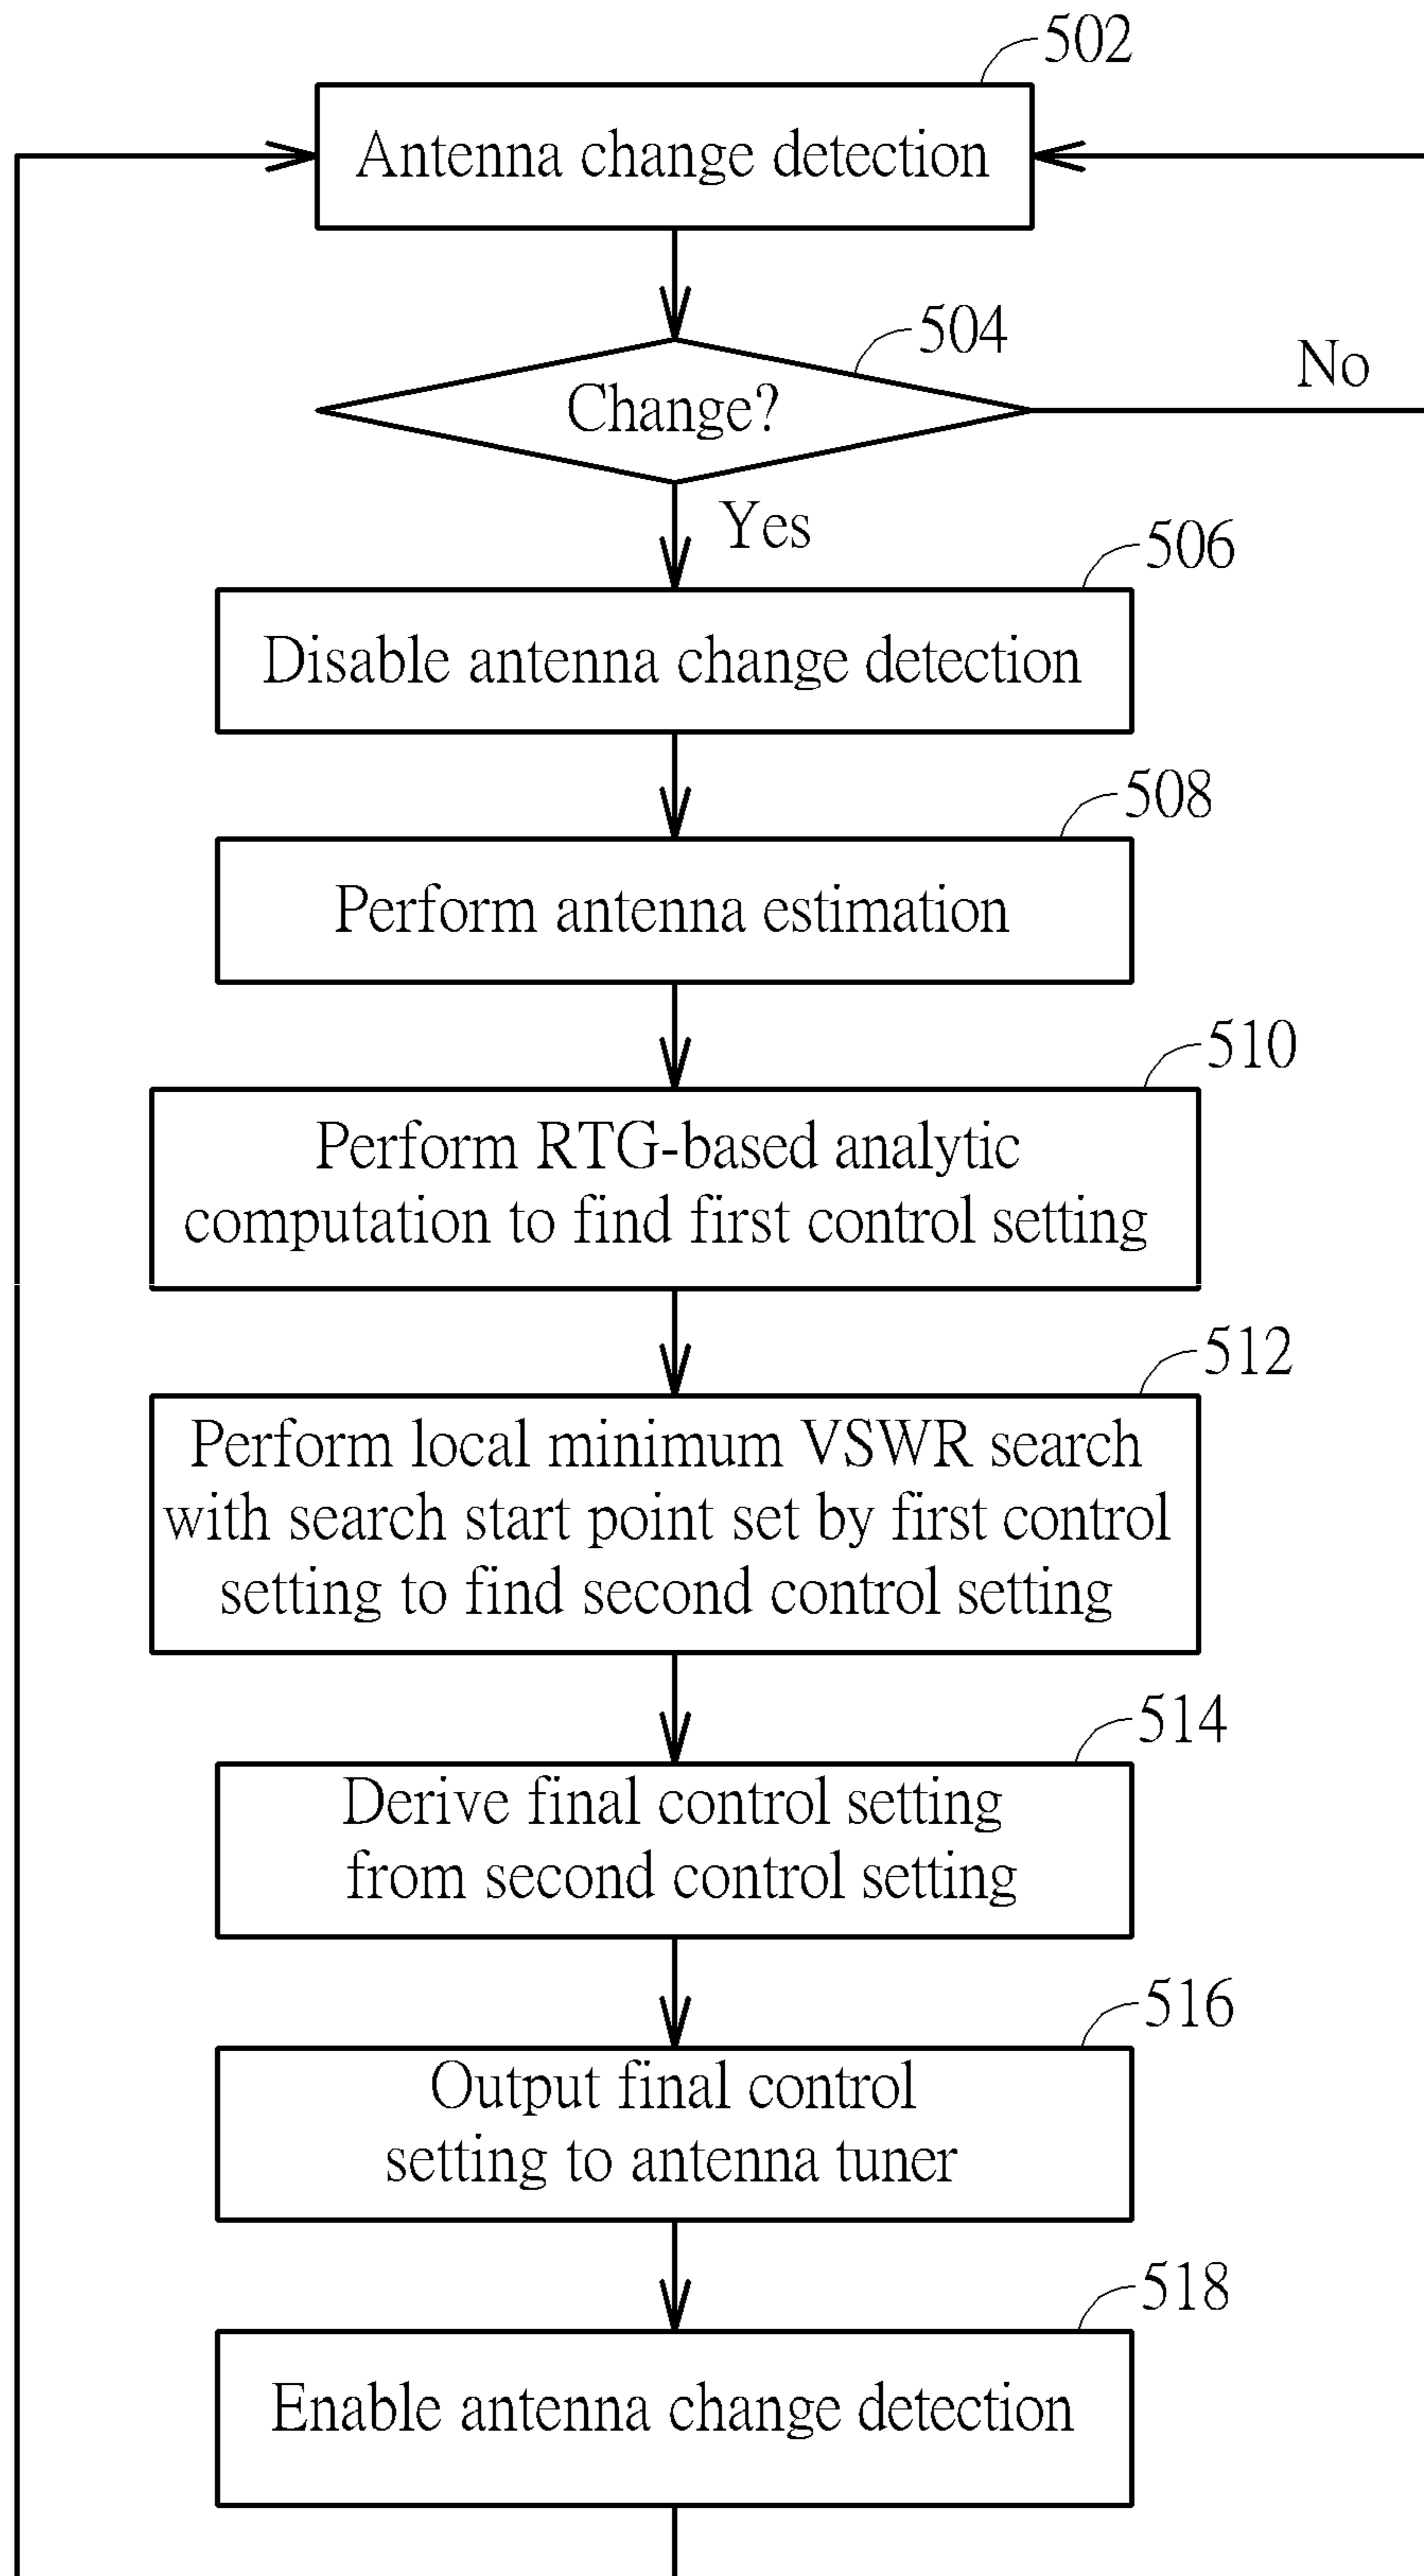 502
Antenna change detection
504
Change?
No
Yes
506
Disable antenna change detection
508
Perform antenna estimation
510
Perform RTG-based analytic
computation to find first control setting
512
Perform local minimum VSWR search
with search start point set by first control
setting to find second control setting
514
Derive final control setting
from second control setting
516
Output final control
setting to antenna tuner
518
Enable antenna change detection